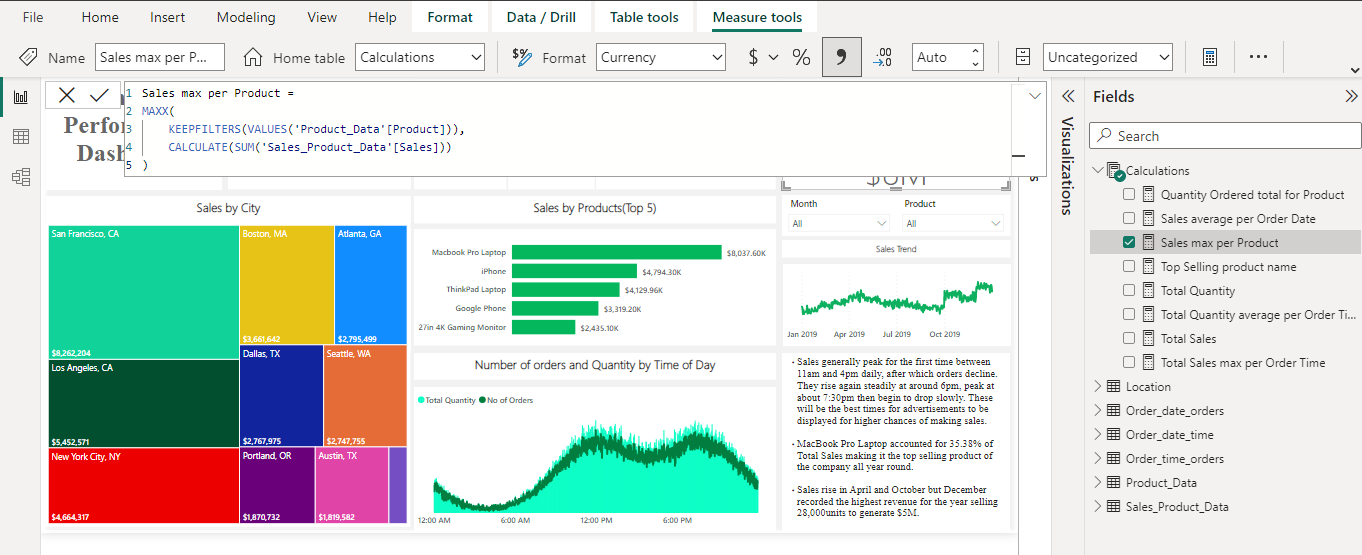 File Home Insert Modeling View Help Format Data / Drill Table tools Measure tools
Name Sales max per P... Home table Calculations Format Currency $ % , .00 →.0 Auto Uncategorized ...
1 Sales max per Product =
2 MAXX(
3 KEEPFILTERS(VALUES('Product_Data'[Product])),
4 CALCULATE(SUM('Sales_Product_Data'[Sales]))
5 )
Sales by City
San Francisco, CA
$8,262,204
Los Angeles, CA
$5,452,571
New York City, NY
$4,664,317
Boston, MA
$3,661,642
Atlanta, GA
$2,795,499
Dallas, TX
$2,767,975
Seattle, WA
$2,747,755
Portland, OR
$1,870,732
Austin, TX
$1,819,582
Sales by Products(Top 5)
Macbook Pro Laptop $8,037.60K
iPhone $4,794.30K
ThinkPad Laptop $4,129.96K
Google Phone $3,319.20K
27in 4K Gaming Monitor $2,435.10K
Number of orders and Quantity by Time of Day
Total Quantity No of Orders
12:00 AM 6:00 AM 12:00 PM 6:00 PM
Month Product
All All
Sales Trend
Jan 2019 Apr 2019 Jul 2019 Oct 2019
• Sales generally peak for the first time between
11am and 4pm daily, after which orders decline.
They rise again steadily at around 6pm, peak at
about 7:30pm then begin to drop slowly. These
will be the best times for advertisements to be
displayed for higher chances of making sales.
• MacBook Pro Laptop accounted for 35.38% of
Total Sales making it the top selling product of
the company all year round.
• Sales rise in April and October but December
recorded the highest revenue for the year selling
28,000units to generate $5M.
Visualizations
Fields
Search
Calculations
Quantity Ordered total for Product
Sales average per Order Date
Sales max per Product
Top Selling product name
Total Quantity
Total Quantity average per Order Ti...
Total Sales
Total Sales max per Order Time
Location
Order_date_orders
Order_date_time
Order_time_orders
Product_Data
Sales_Product_Data